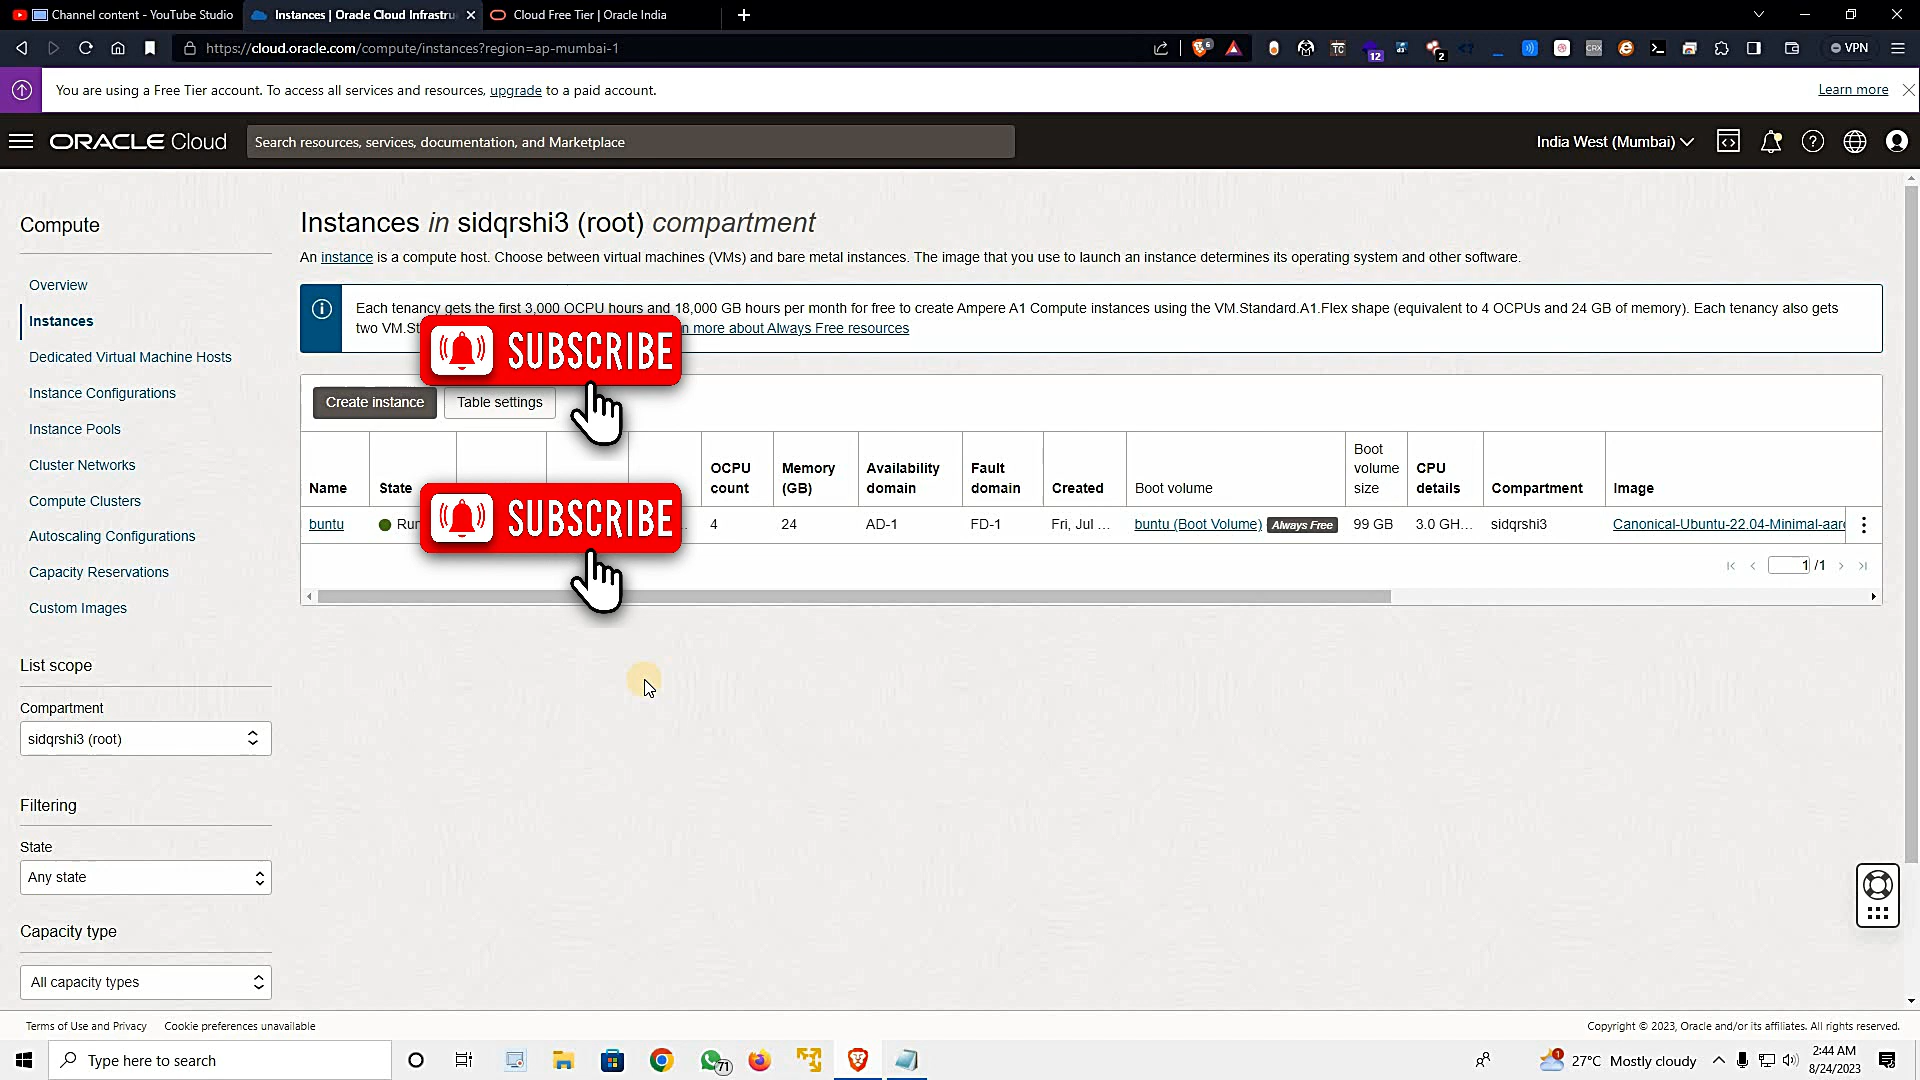 Channel content - YouTube Studio
Instances | Oracle Cloud Infrastru
Cloud Free Tier | Oracle India
https://cloud.oracle.com/compute/instances?region=ap-mumbai-1
6
TC
12
2
CRX
VPN
You are using a Free Tier account. To access all services and resources, upgrade to a paid account.
Learn more
ORACLE Cloud
Search resources, services, documentation, and Marketplace
India West (Mumbai)
Compute
Overview
Instances
Dedicated Virtual Machine Hosts
Instance Configurations
Instance Pools
Cluster Networks
Compute Clusters
Autoscaling Configurations
Capacity Reservations
Custom Images
List scope
Compartment
sidqrshi3 (root)
Filtering
State
Any state
Capacity type
All capacity types
Instances in sidqrshi3 (root) compartment
An instance is a compute host. Choose between virtual machines (VMs) and bare metal instances. The image that you use to launch an instance determines its operating system and other software.
Each tenancy gets the first 3,000 OCPU hours and 18,000 GB hours per month for free to create Ampere A1 Compute instances using the VM.Standard.A1.Flex shape (equivalent to 4 OCPUs and 24 GB of memory). Each tenancy also gets
two VM.St more about Always Free resources
SUBSCRIBE
Create instance
Table settings
Name
State
OCPU count
Memory (GB)
Availability domain
Fault domain
Created
Boot volume
Boot volume size
CPU details
Compartment
Image
buntu
4
24
AD-1
FD-1
Fri, Jul ...
buntu (Boot Volume)
Always Free
99 GB
3.0 GH...
sidqrshi3
Canonical-Ubuntu-22.04-Minimal-aar
SUBSCRIBE
1 /1
Terms of Use and Privacy
Cookie preferences unavailable
Copyright © 2023, Oracle and/or its affiliates. All rights reserved.
Type here to search
71
1
27°C Mostly cloudy
2:44 AM
8/24/2023